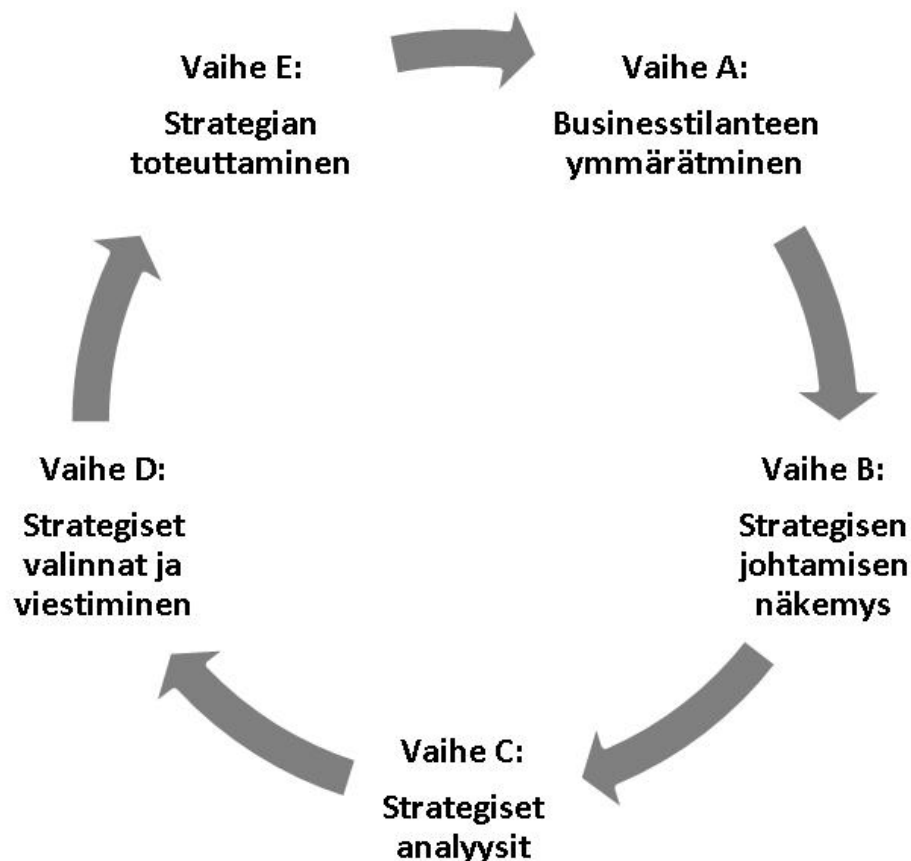 Vaihe E:
Strategian
toteuttaminen
Vaihe A:
Businesstilanteen
ymmärätminen
Vaihe B:
Strategisen
johtamisen
näkemys
Vaihe C:
Strategiset
analyysit
Vaihe D:
Strategiset
valinnat ja
viestiminen